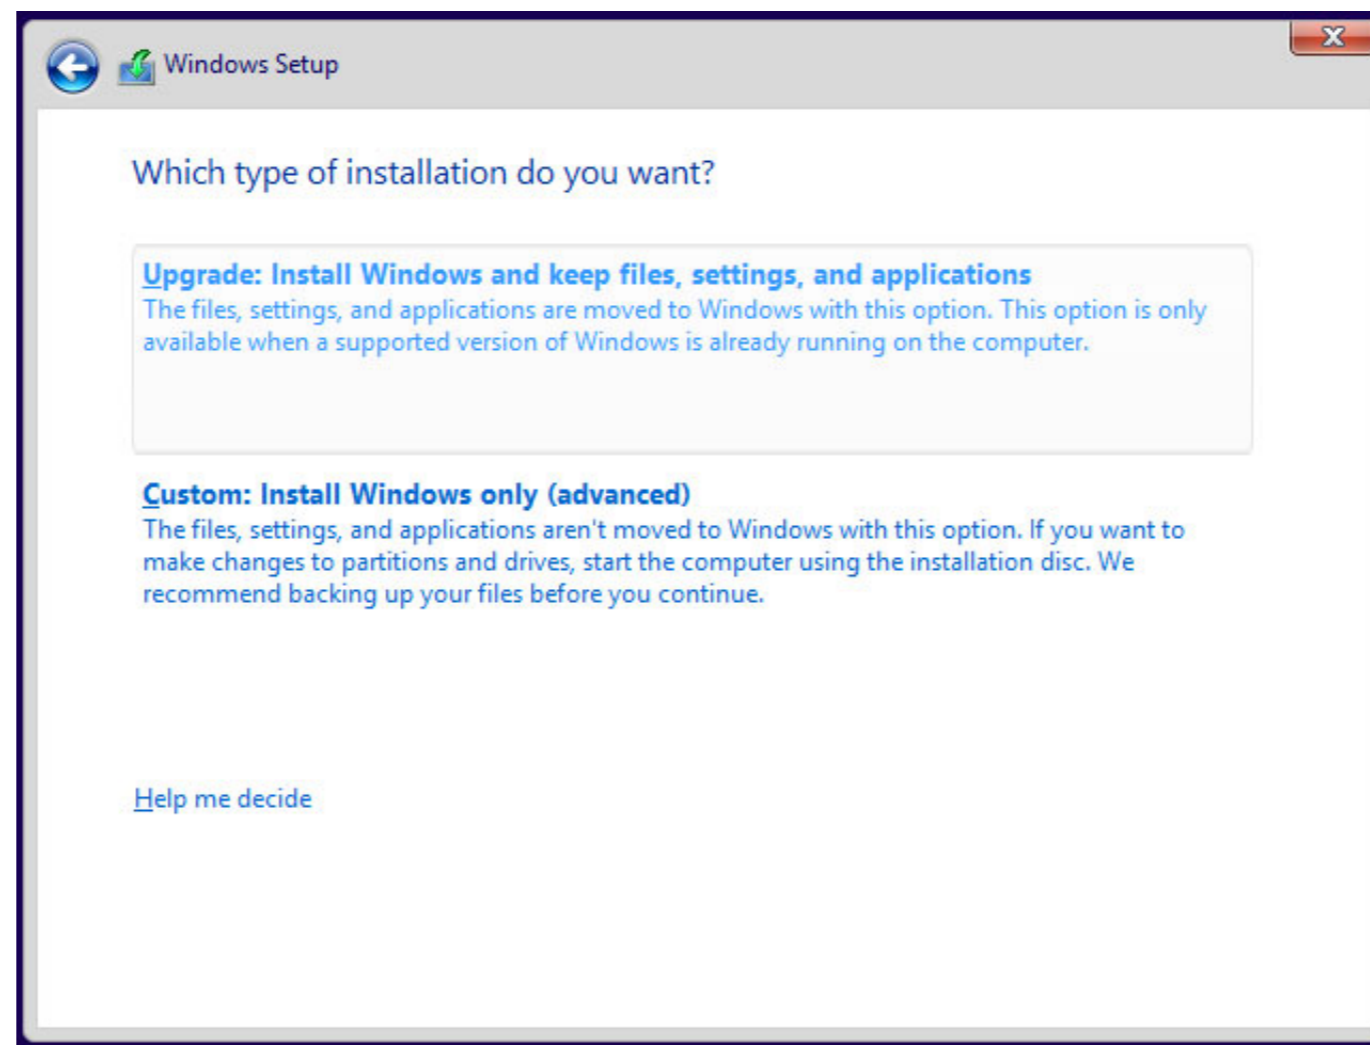 Windows Setup
Which type of installation do you want?
Upgrade: Install Windows and keep files, settings, and applications
The files, settings, and applications are moved to Windows with this option. This option is only
available when a supported version of Windows is already running on the computer.
Custom: Install Windows only (advanced)
The files, settings, and applications aren't moved to Windows with this option. If you want to
make changes to partitions and drives, start the computer using the installation disc. We
recommend backing up your files before you continue.
Help me decide